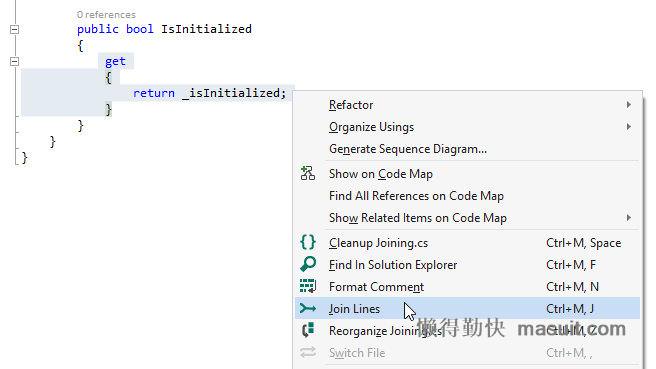 0 references
public bool IsInitialized
{
get
{
return _isInitialized;
}
}
}
}
Refactor
Organize Usings
Generate Sequence Diagram...
Show on Code Map
Find All References on Code Map
Show Related Items on Code Map
Cleanup Joining.cs Ctrl+M, Space
Find In Solution Explorer Ctrl+M, F
Format Comment Ctrl+M, N
Join Lines Ctrl+M, J
Reorganize Joining.cs Ctrl+M, Z
懒得勤快 masuit.com
Switch File Ctrl+M, ,